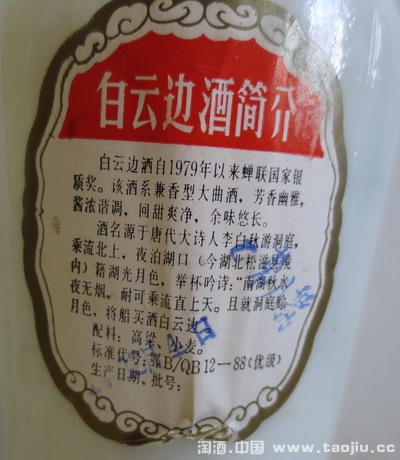 白云边酒简介
白云边酒自1979年以来蝉联国家银
质奖。该酒系兼香型大曲酒，芳香幽雅，
酱浓谐调，回甜爽净，余味悠长。
酒名源于唐代大诗人李白秋游洞庭，
乘流北上，夜泊湖口（今湖北松滋县境
内）籍湖光月色，举杯吟诗：“南湖秋水
夜无烟，耐可乘流直上天。且就洞庭赊
月色，将船买酒白云边。”
配料：高粱、小麦。
标准代号：鄂B/QB12—88(优级)
生产日期、批号：
淘酒.中国 www.taojiu.cc